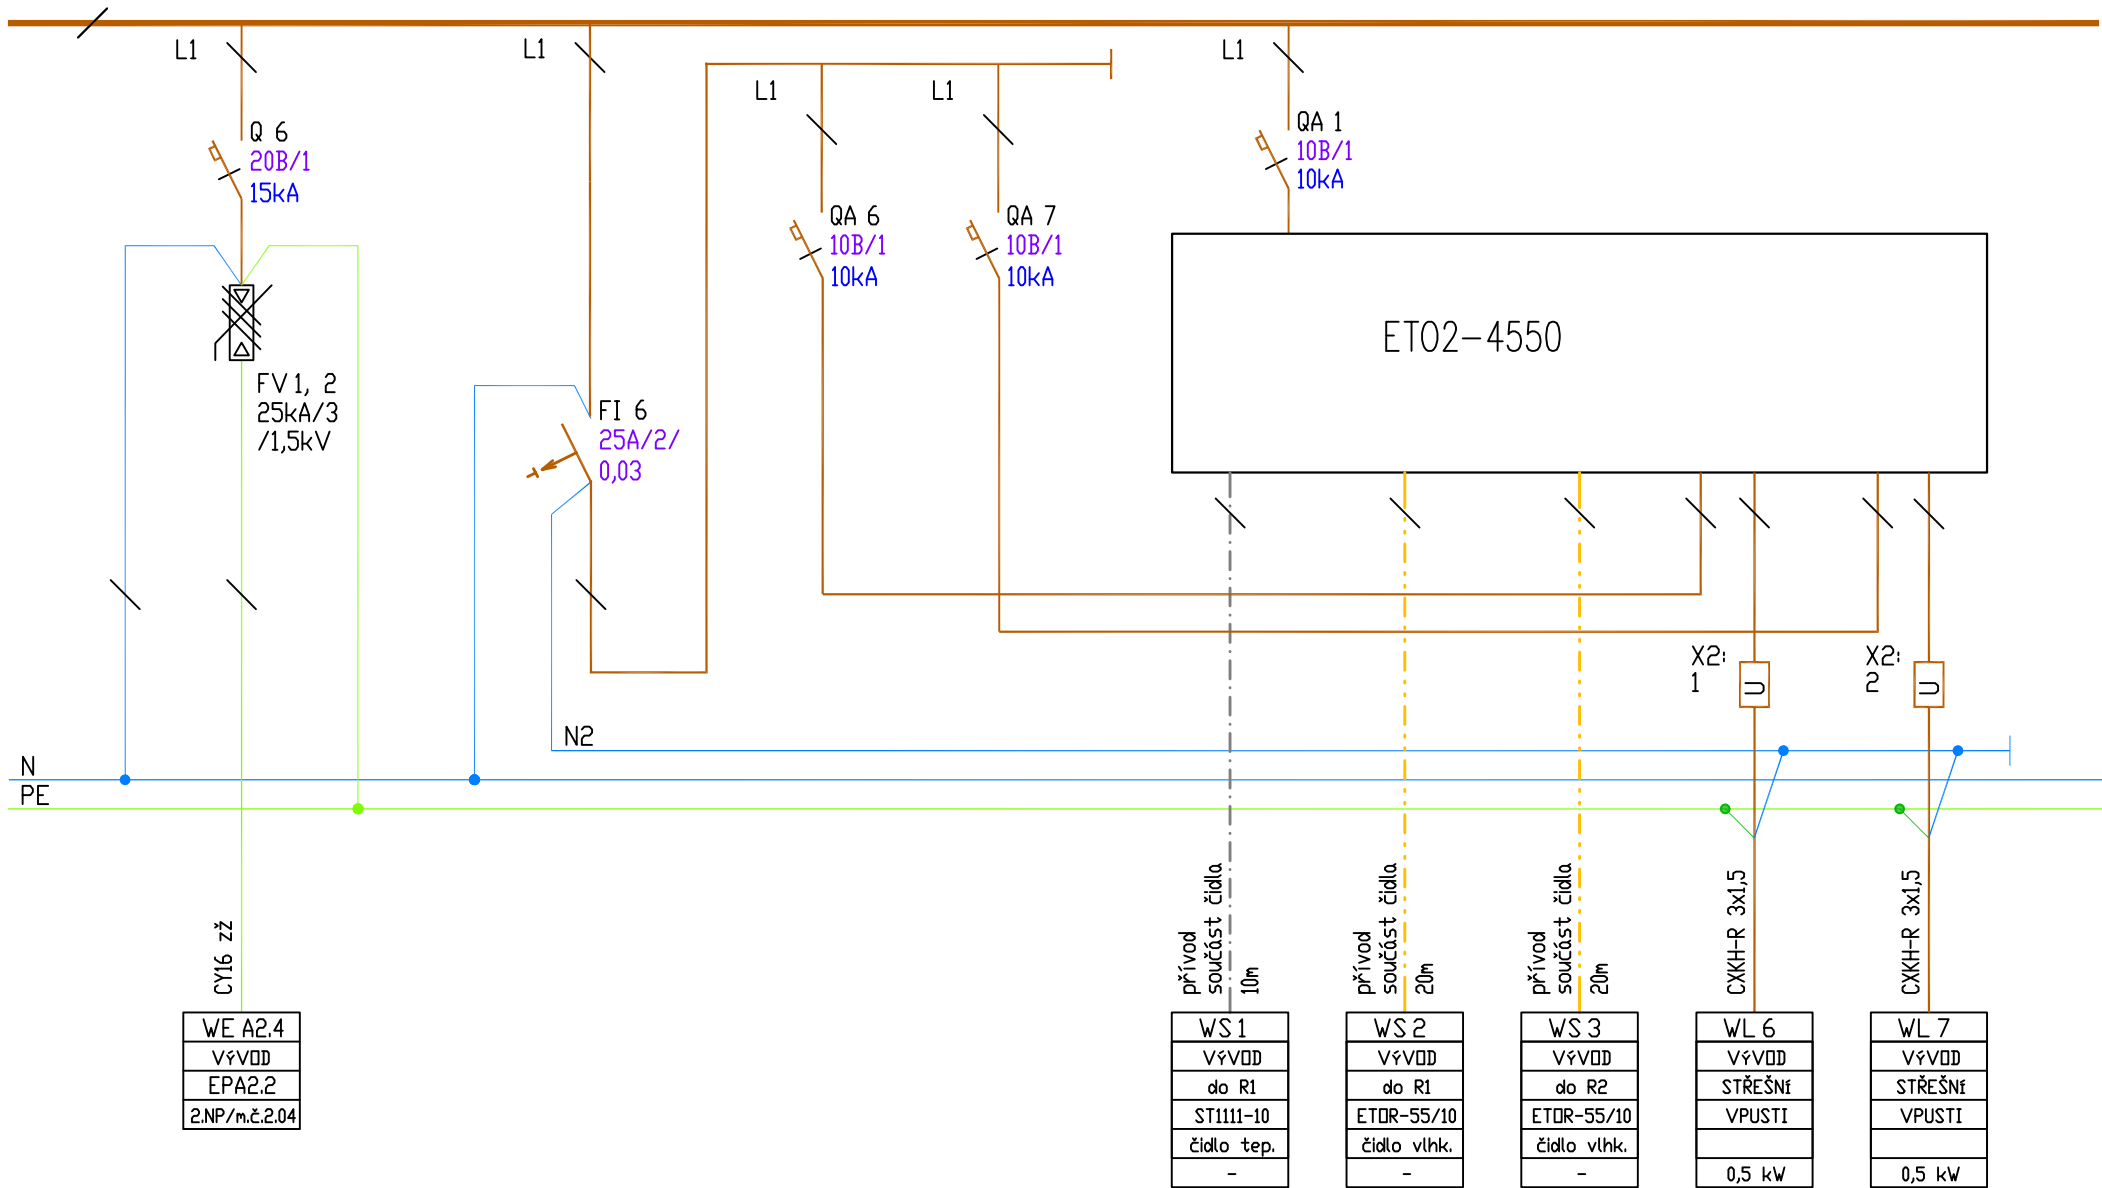 L1
L1
L1
L1
L1
Q 6
20B/1
15kA
QA 6
10B/1
10kA
QA 7
10B/1
10kA
QA 1
10B/1
10kA
ETO2-4550
FV 1, 2
25kA/3
/1,5kV
FI 6
25A/2/
0,03
X2:
1
U
X2:
2
U
N2
N
PE
CY16 zž
přívod
součást čidla
10m
přívod
součást čidla
20m
přívod
součást čidla
20m
CXKH-R 3x1,5
CXKH-R 3x1,5
WE A2.4
VÝVOD
EPA2.2
2.NP/m.č.2.04
WS 1
VÝVOD
do R1
ST1111-10
čidlo tep.
-
WS 2
VÝVOD
do R1
ETOR-55/10
čidlo vlhk.
-
WS 3
VÝVOD
do R2
ETOR-55/10
čidlo vlhk.
-
WL 6
VÝVOD
STŘEŠNÍ
VPUSTI
0,5 kW
WL 7
VÝVOD
STŘEŠNÍ
VPUSTI
0,5 kW